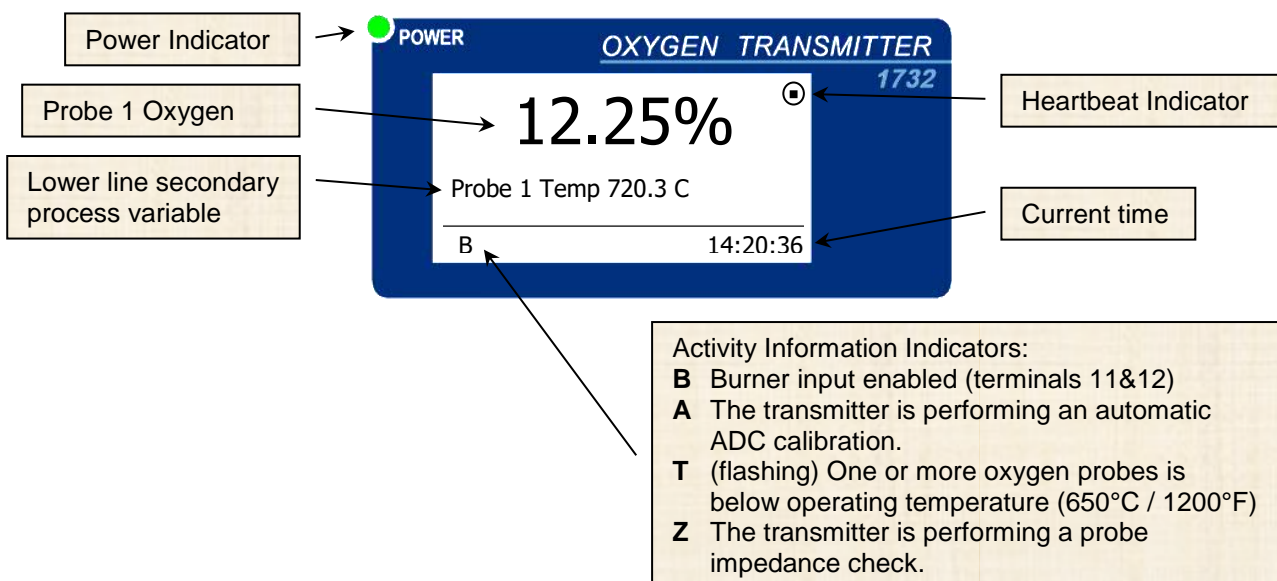 Power Indicator
POWER
OXYGEN TRANSMITTER
1732
Probe 1 Oxygen
12.25%
Heartbeat Indicator
Lower line secondary
process variable
Probe 1 Temp 720.3 C
Current time
B
14:20:36
Activity Information Indicators:
B Burner input enabled (terminals 11&12)
A The transmitter is performing an automatic
ADC calibration.
T (flashing) One or more oxygen probes is
below operating temperature (650°C / 1200°F)
Z The transmitter is performing a probe
impedance check.